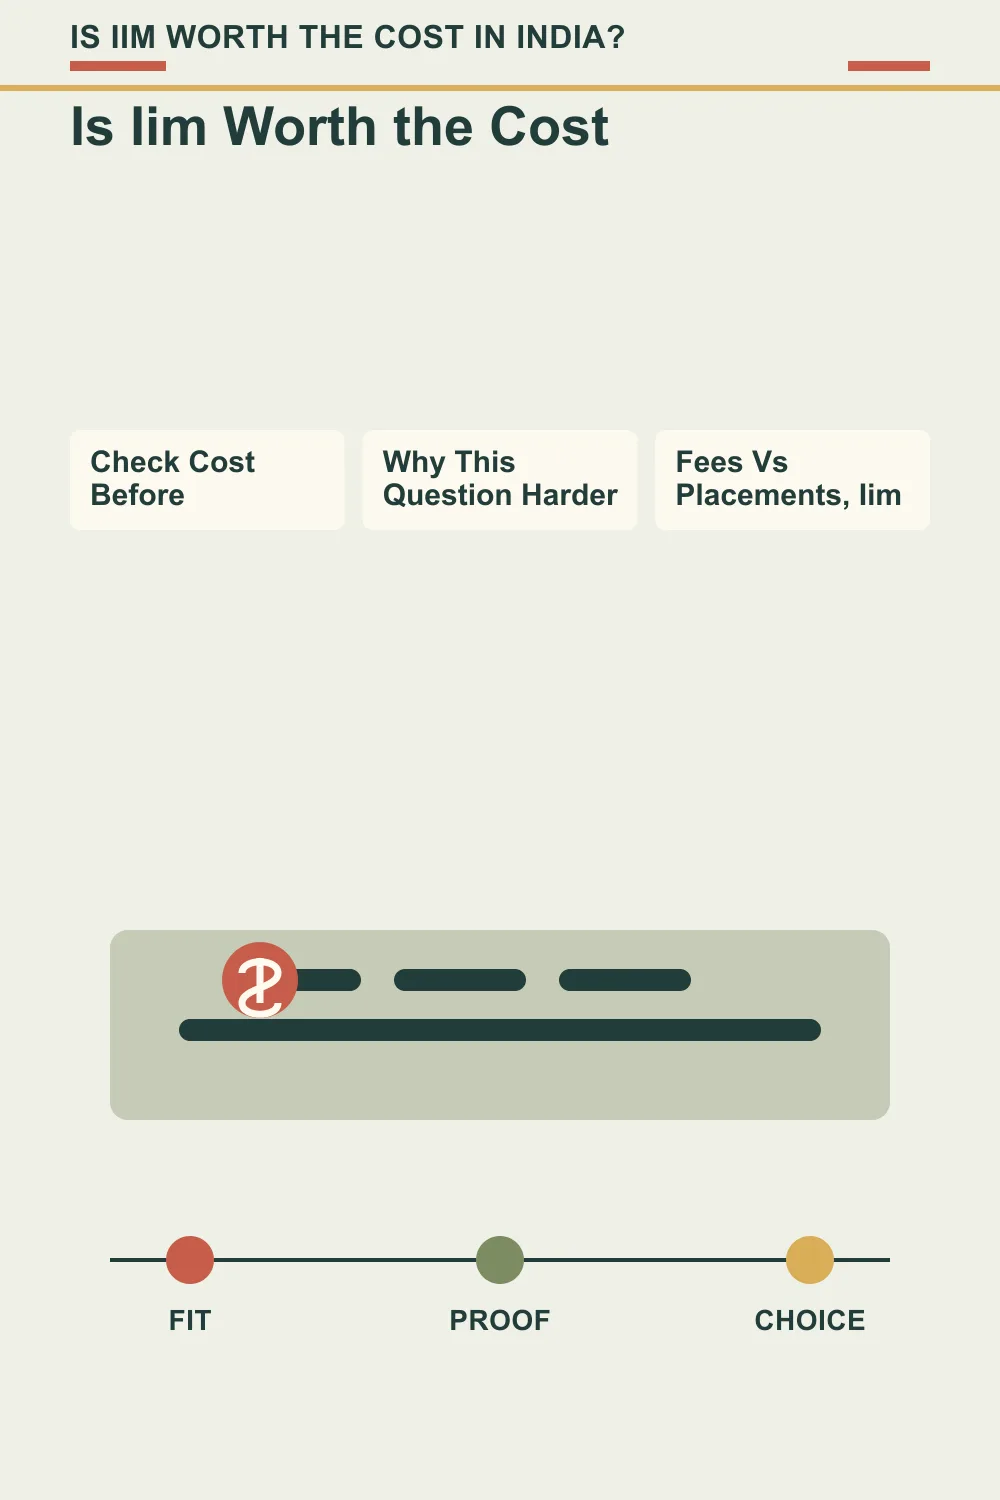 IS IIM WORTH THE COST IN INDIA?
Is Iim Worth the Cost
Check Cost
Before
Why This
Question Harder
Fees Vs
Placements, Iim
FIT
PROOF
CHOICE